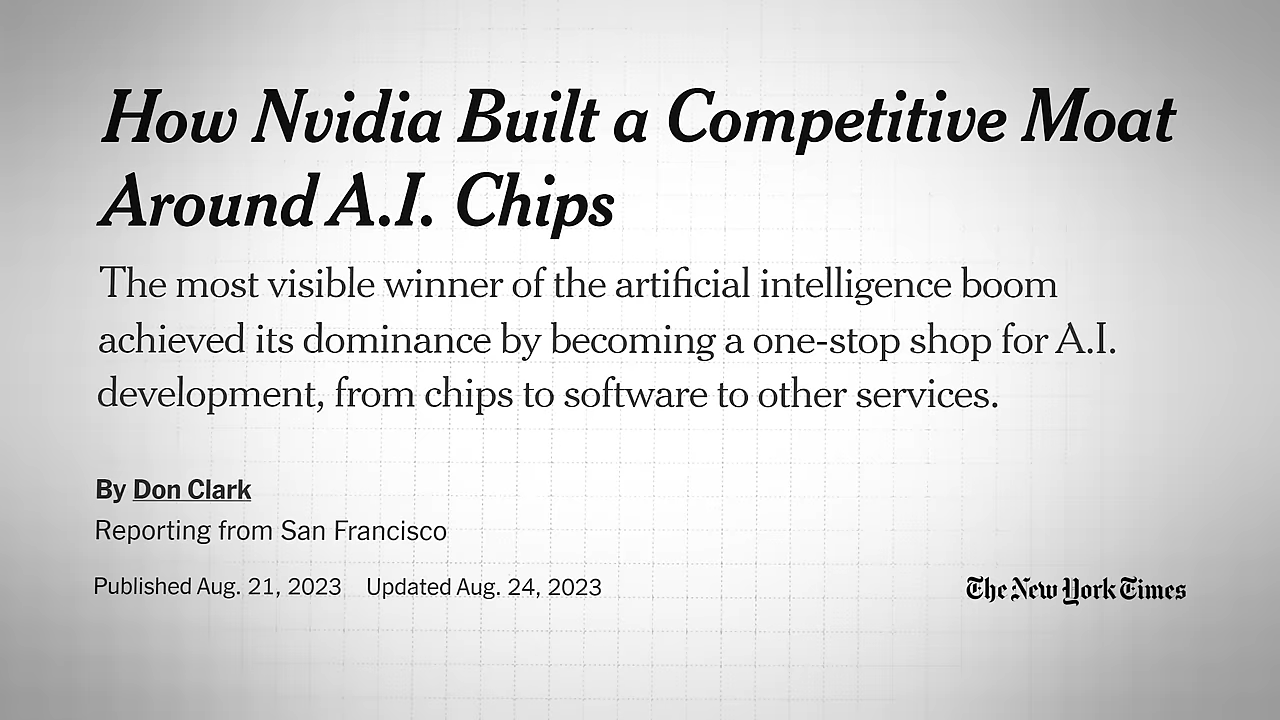 How Nvidia Built a Competitive Moat
Around A.I. Chips
The most visible winner of the artificial intelligence boom
achieved its dominance by becoming a one-stop shop for A.I.
development, from chips to software to other services.
By Don Clark
Reporting from San Francisco
Published Aug. 21, 2023 Updated Aug. 24, 2023
The New York Times